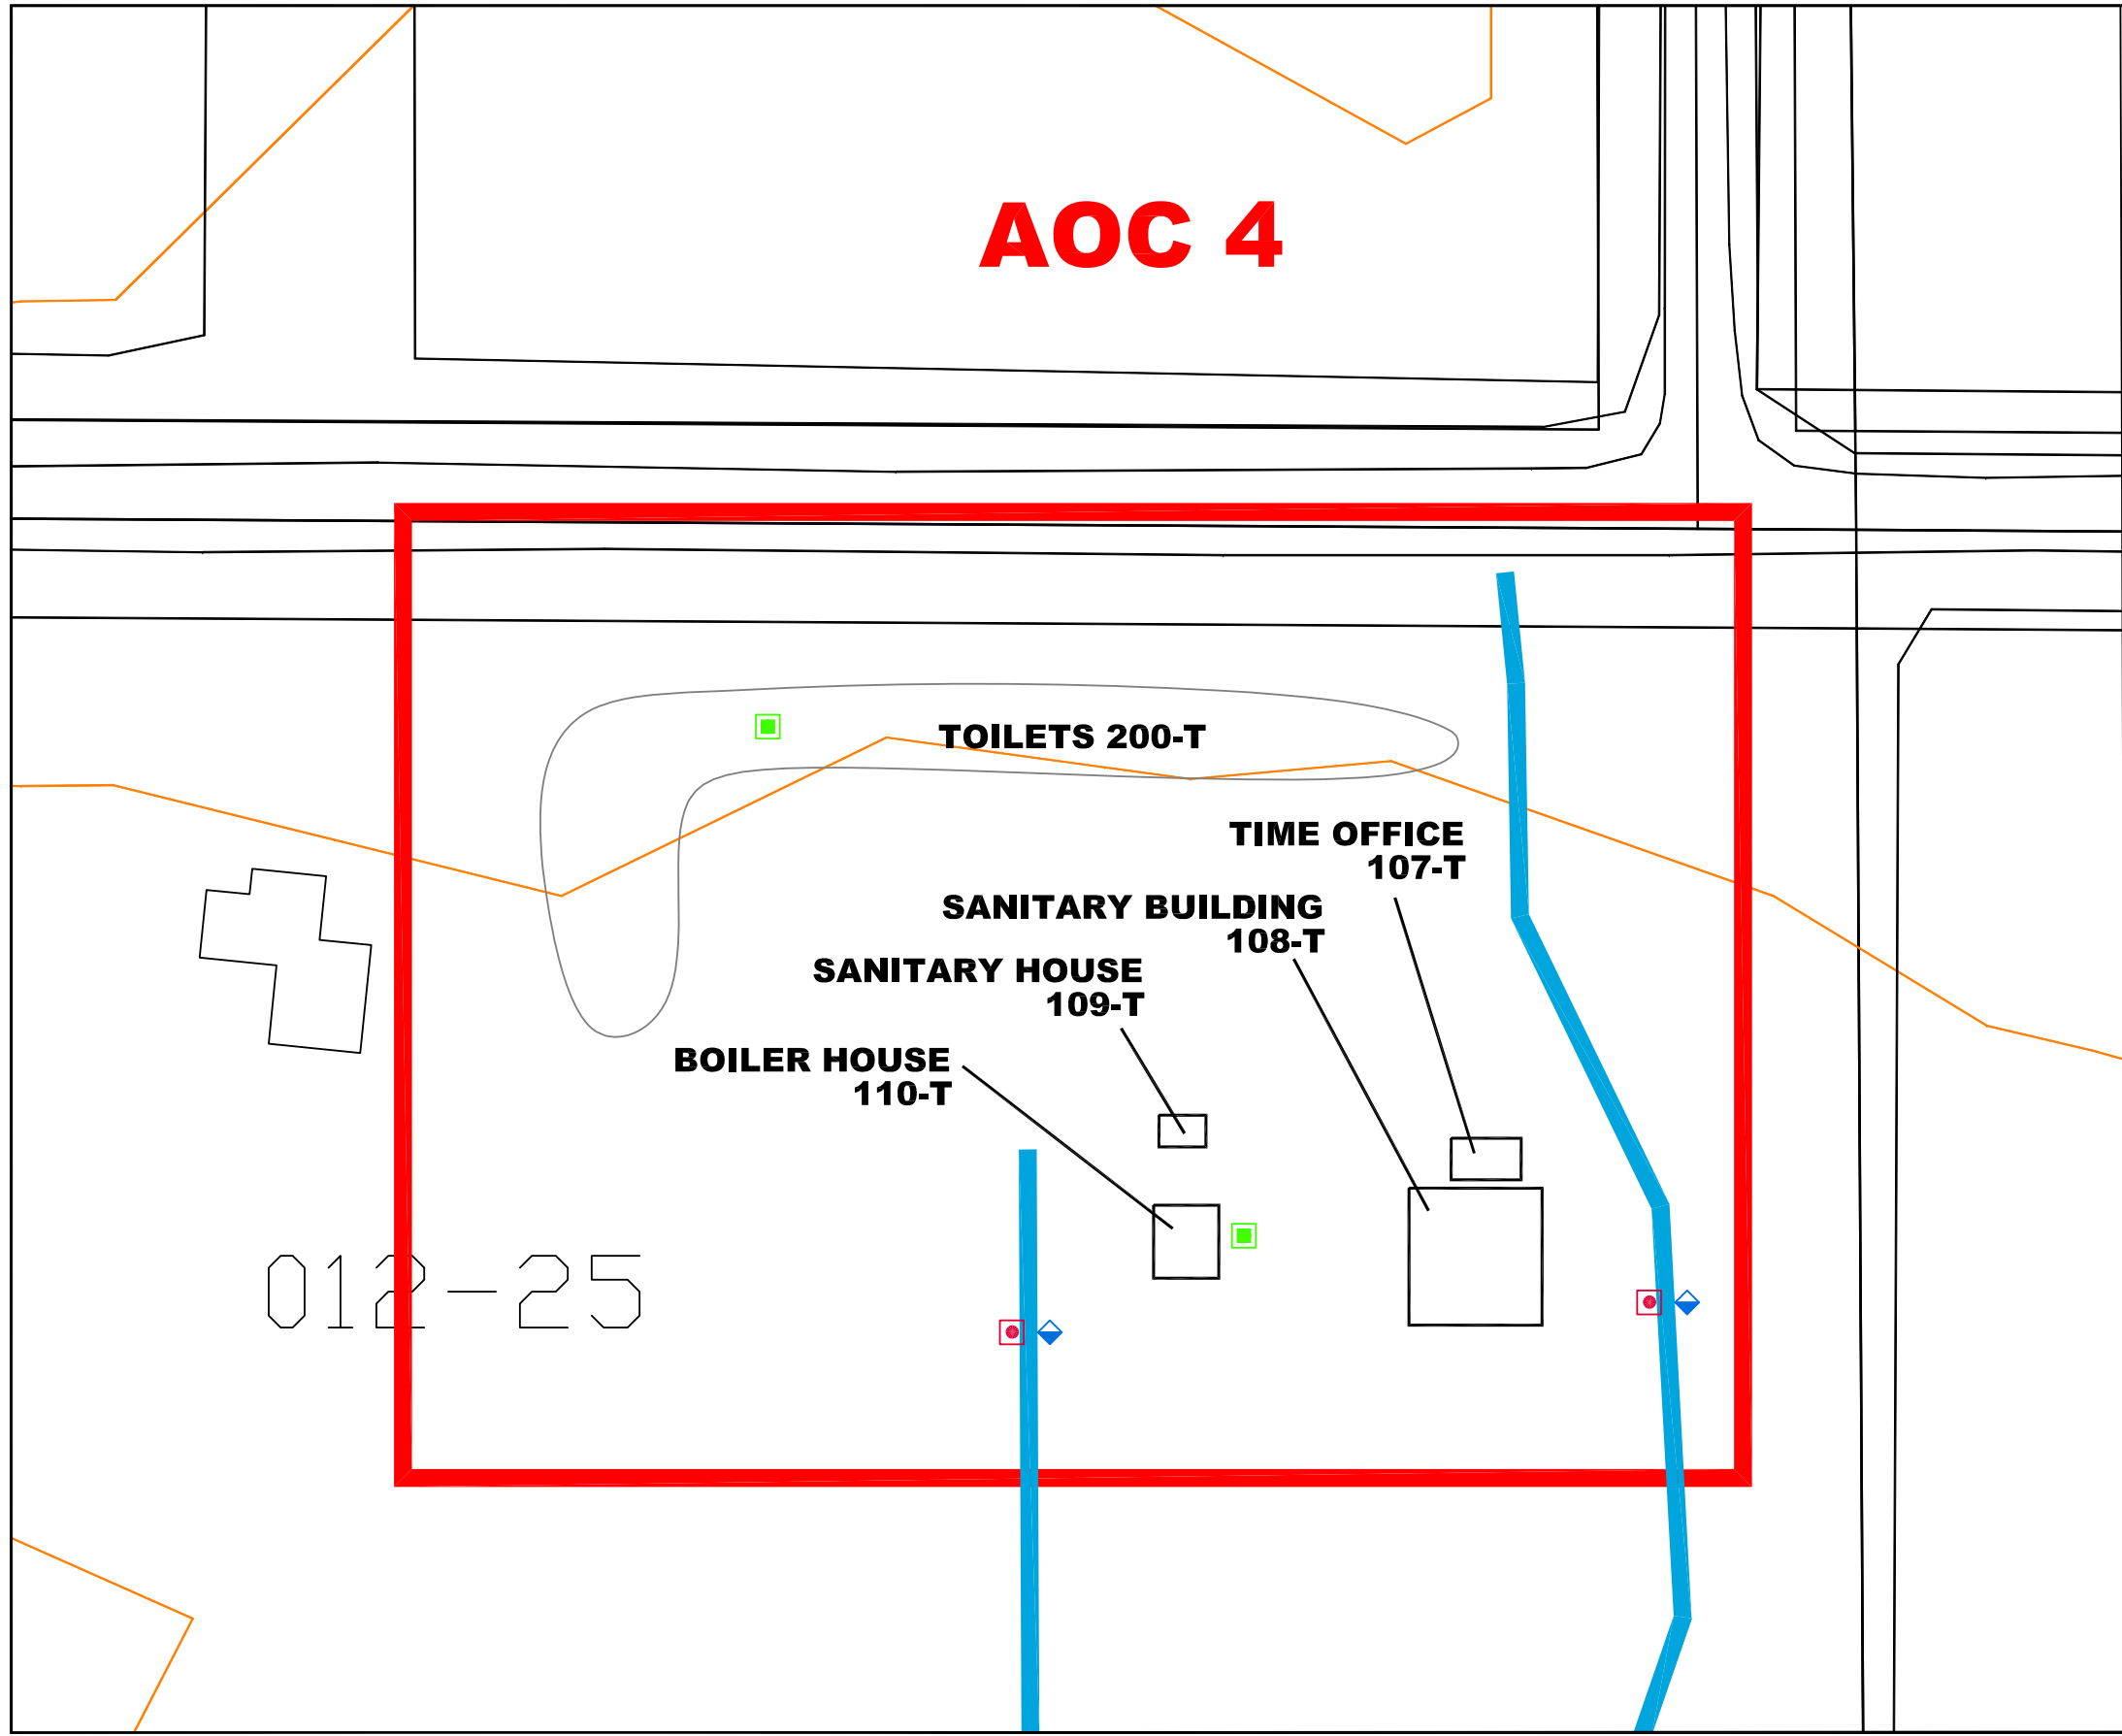 AOC 4
TOILETS 200-T
TIME OFFICE
107-T
SANITARY BUILDING
108-T
SANITARY HOUSE
109-T
BOILER HOUSE
110-T
012-25